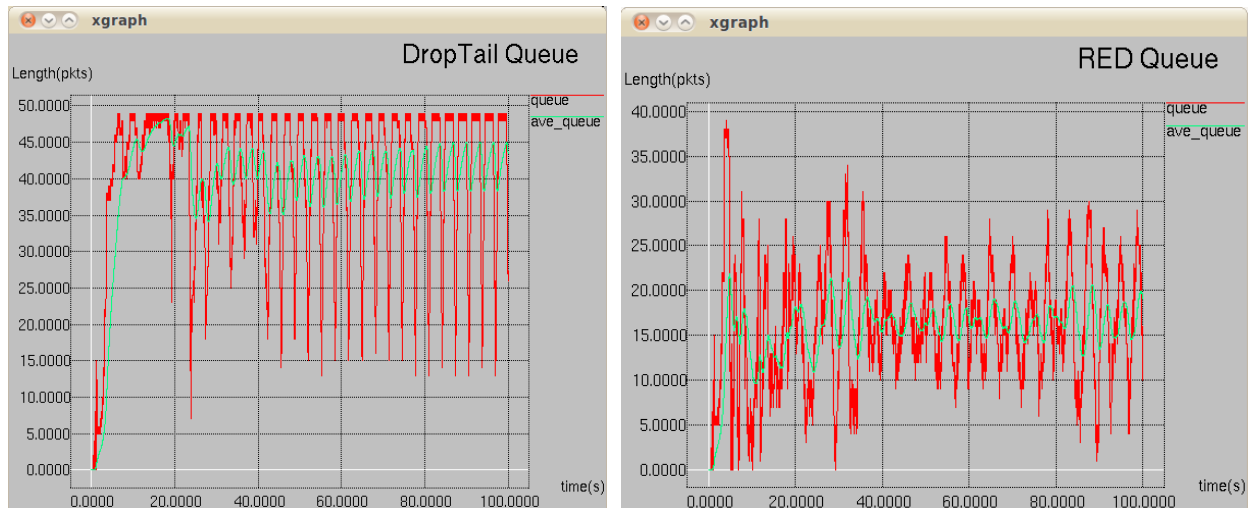 xgraph
DropTail Queue
Length(pkts)
queue
ave_queue
50.0000
45.0000
40.0000
35.0000
30.0000
25.0000
20.0000
15.0000
10.0000
5.0000
0.0000
time(s)
0.0000 20.0000 40.0000 60.0000 80.0000 100.0000
xgraph
RED Queue
Length(pkts)
queue
ave_queue
40.0000
35.0000
30.0000
25.0000
20.0000
15.0000
10.0000
5.0000
0.0000
time(s)
0.0000 20.0000 40.0000 60.0000 80.0000 100.0000